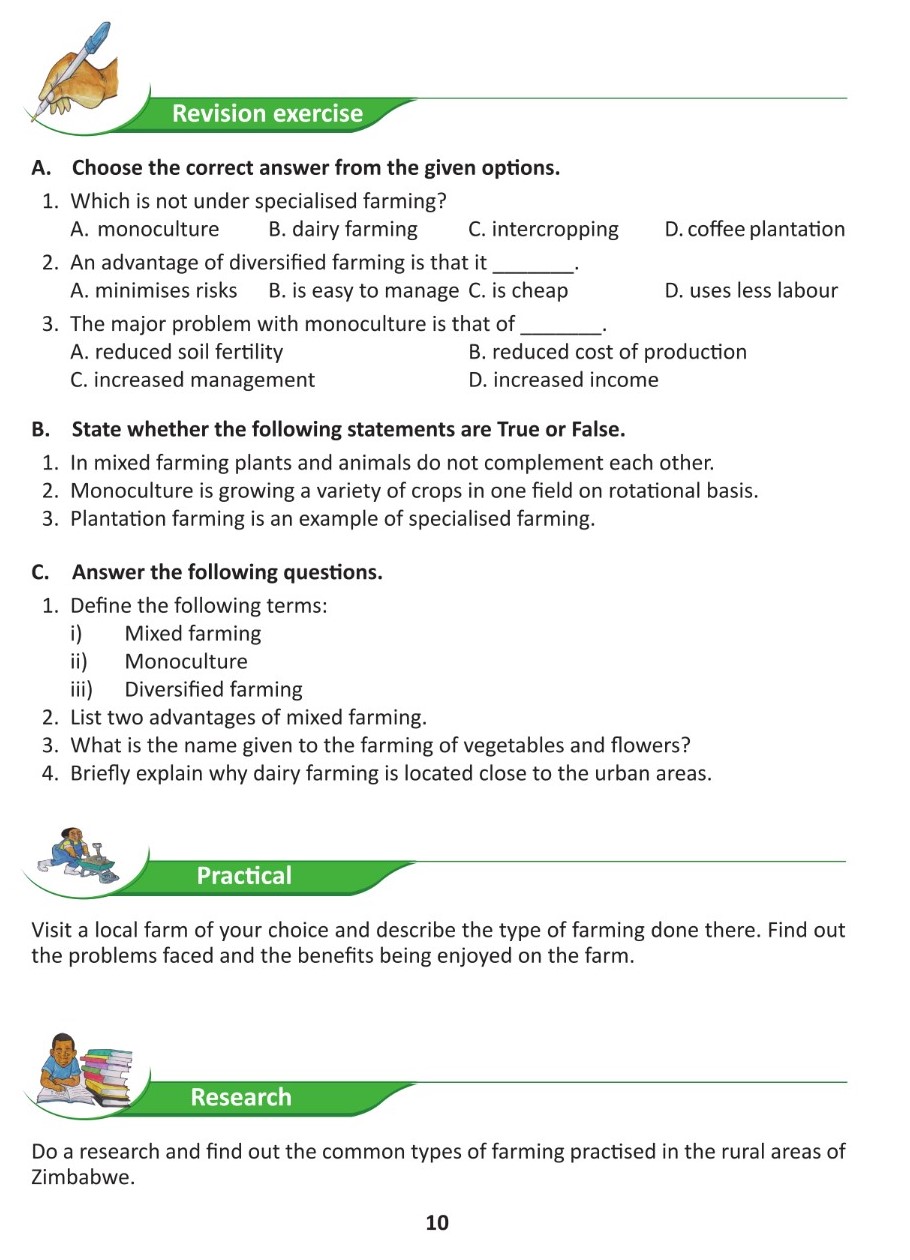 Revision exercise
A. Choose the correct answer from the given options.
1. Which is not under specialised farming?
A. monoculture B. dairy farming C. intercropping D. coffee plantation
2. An advantage of diversified farming is that it _______.
A. minimises risks B. is easy to manage C. is cheap D. uses less labour
3. The major problem with monoculture is that of _______.
A. reduced soil fertility B. reduced cost of production
C. increased management D. increased income
B. State whether the following statements are True or False.
1. In mixed farming plants and animals do not complement each other.
2. Monoculture is growing a variety of crops in one field on rotational basis.
3. Plantation farming is an example of specialised farming.
C. Answer the following questions.
1. Define the following terms:
i) Mixed farming
ii) Monoculture
iii) Diversified farming
2. List two advantages of mixed farming.
3. What is the name given to the farming of vegetables and flowers?
4. Briefly explain why dairy farming is located close to the urban areas.
Practical
Visit a local farm of your choice and describe the type of farming done there. Find out
the problems faced and the benefits being enjoyed on the farm.
Research
Do a research and find out the common types of farming practised in the rural areas of
Zimbabwe.
10